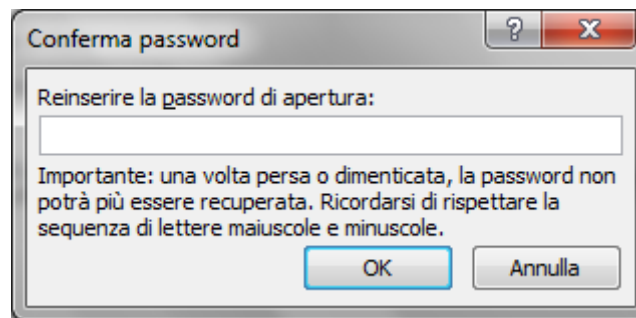 Conferma password
Reinserire la password di apertura:
Importante: una volta persa o dimenticata, la password non
potrà più essere recuperata. Ricordarsi di rispettare la
sequenza di lettere maiuscole e minuscole.
OK Annulla